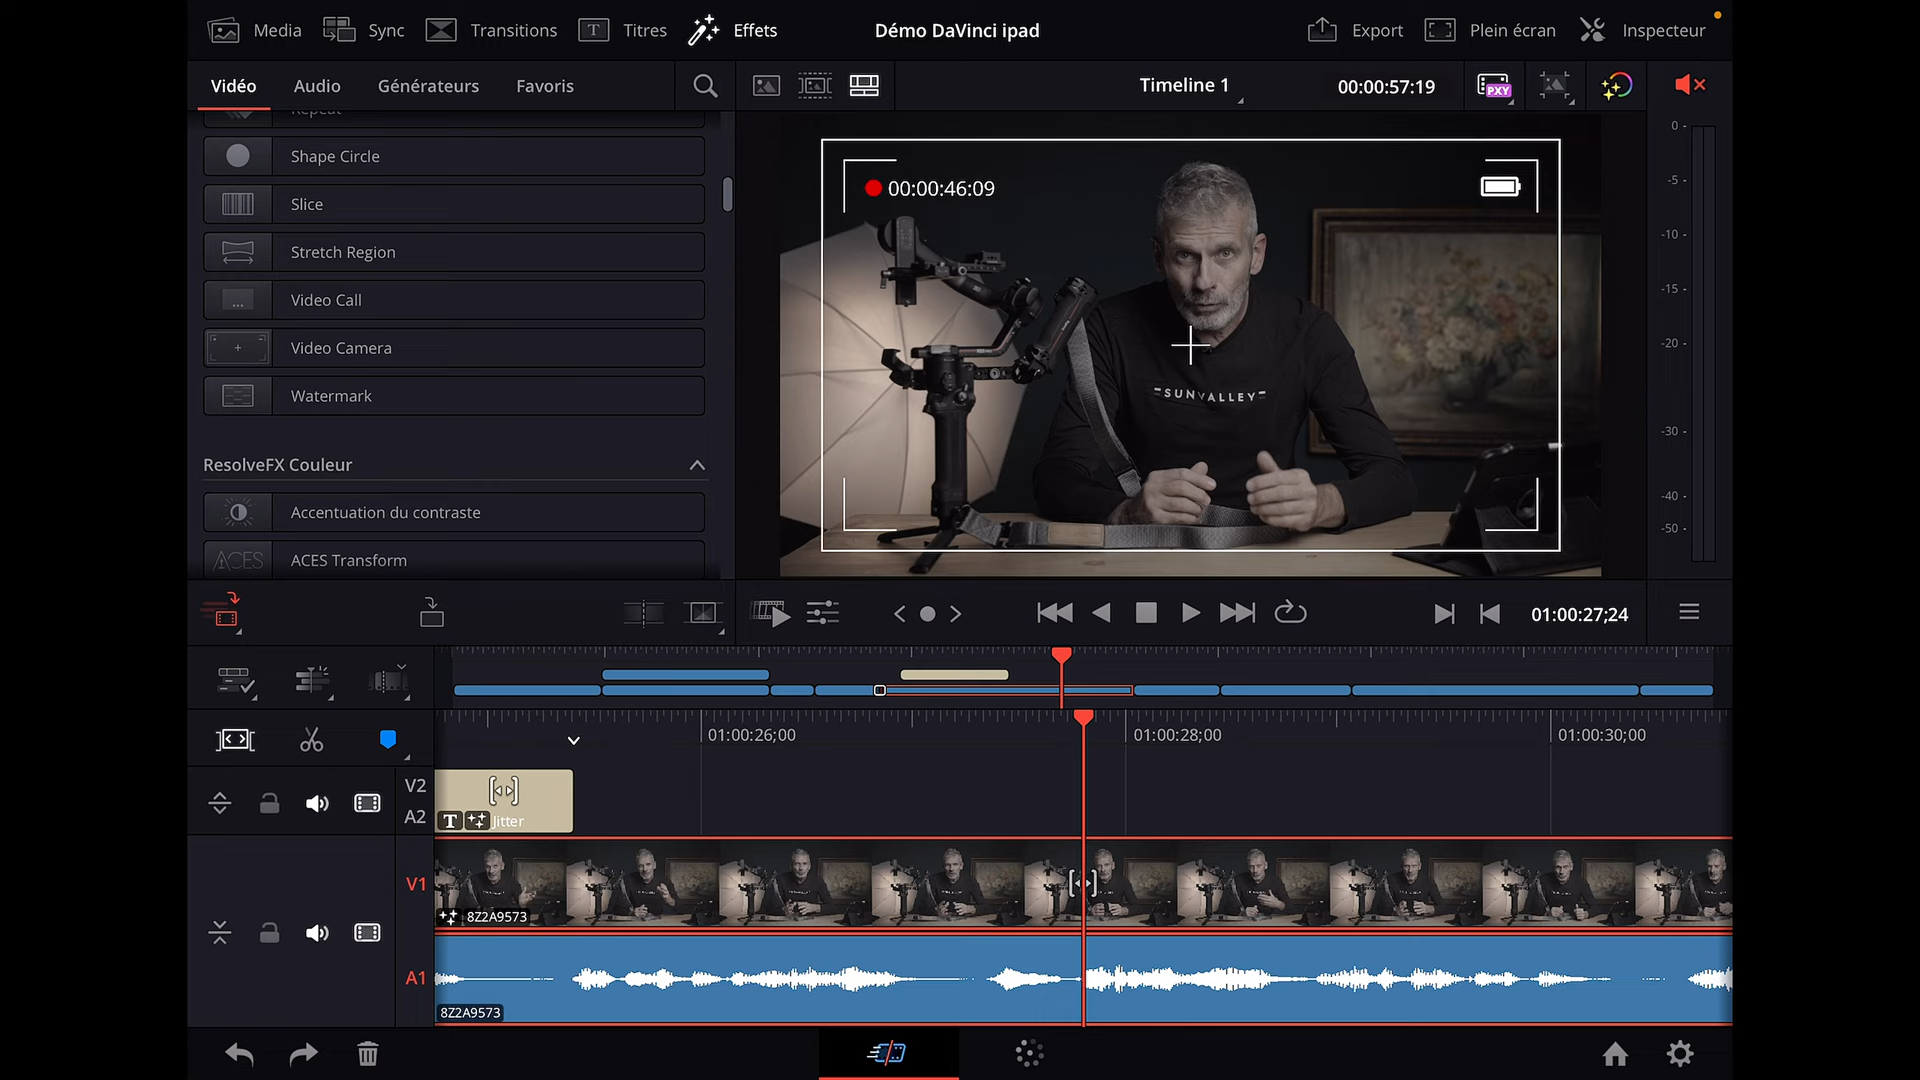 Media
Sync
Transitions
Titres
Effets
Démo DaVinci ipad
Export
Plein écran
Inspecteur
Vidéo
Audio
Générateurs
Favoris
Timeline 1
00:00:57:19
PXY
Repeat
Shape Circle
Slice
Stretch Region
Video Call
Video Camera
Watermark
ResolveFX Couleur
Accentuation du contraste
ACES
ACES Transform
00:00:46:09
SUNVALLEY
0
-5
-10
-15
-20
-30
-40
-50
01:00:27;24
01:00:26;00
01:00:28;00
01:00:30;00
V2
A2
T
Jitter
V1
8Z2A9573
A1
8Z2A9573